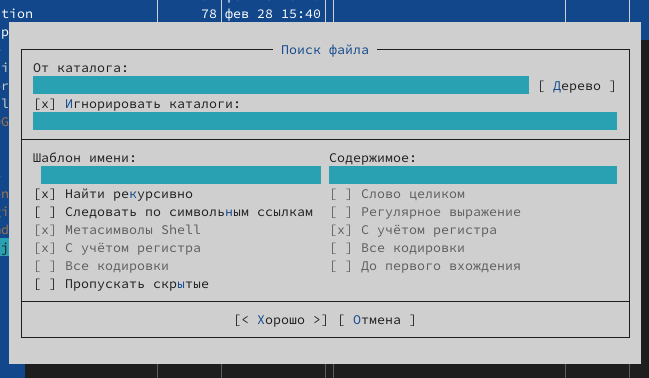 tion 78 фев 28 15:40
p
Поиск файла
От каталога:
[ Дерево ]
[x] Игнорировать каталоги:
Шаблон имени: Содержимое:
[x] Найти рекурсивно [ ] Слово целиком
[ ] Следовать по символьным ссылкам [ ] Регулярное выражение
[x] Метасимволы Shell [x] С учётом регистра
[x] С учётом регистра [ ] Все кодировки
[ ] Все кодировки [ ] До первого вхождения
[ ] Пропускать скрытые
[< Хорошо >] [ Отмена ]